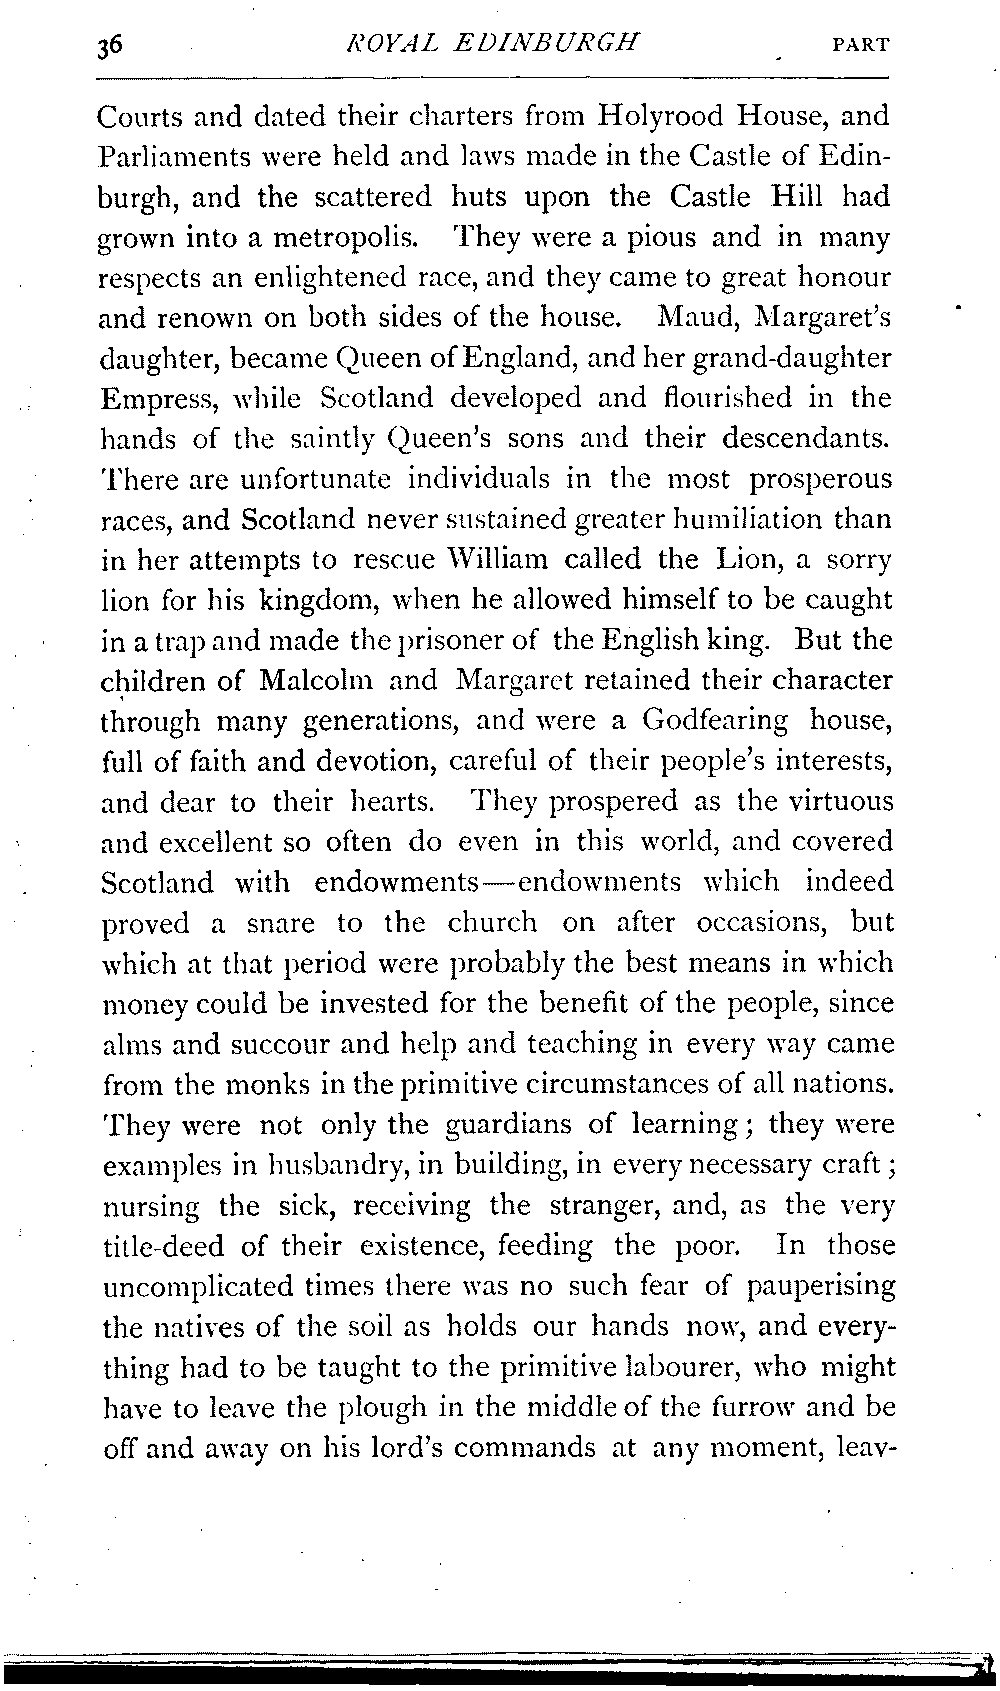 36 ROYAL EDINBURGH PART
Courts and dated their charters from Holyrood House, and
Parliaments were held and laws made in the Castle of Edin-
burgh, and the scattered huts upon the Castle Hill had
grown into a metropolis. They were a pious and in many
respects an enlightened race, and they came to great honour
and renown on both sides of the house. Maud, Margaret's
daughter, became Queen of England, and her grand-daughter
Empress, while Scotland developed and flourished in the
hands of the saintly Queen's sons and their descendants.
There are unfortunate individuals in the most prosperous
races, and Scotland never sustained greater humiliation than
in her attempts to rescue William called the Lion, a sorry
lion for his kingdom, when he allowed himself to be caught
in a trap and made the prisoner of the English king. But the
children of Malcolm and Margaret retained their character
through many generations, and were a Godfearing house,
full of faith and devotion, careful of their people's interests,
and dear to their hearts. They prospered as the virtuous
and excellent so often do even in this world, and covered
Scotland with endowments—endowments which indeed
proved a snare to the church on after occasions, but
which at that period were probably the best means in which
money could be invested for the benefit of the people, since
alms and succour and help and teaching in every way came
from the monks in the primitive circumstances of all nations.
They were not only the guardians of learning; they were
examples in husbandry, in building, in every necessary craft;
nursing the sick, receiving the stranger, and, as the very
title-deed of their existence, feeding the poor. In those
uncomplicated times there was no such fear of pauperising
the natives of the soil as holds our hands now, and every-
thing had to be taught to the primitive labourer, who might
have to leave the plough in the middle of the furrow and be
off and away on his lord's commands at any moment, leav-